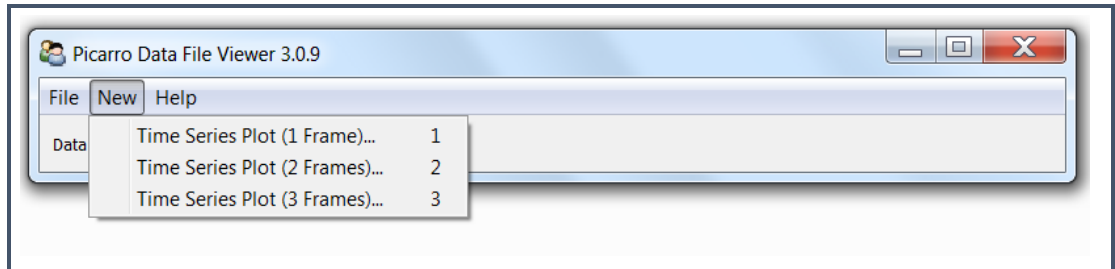 Picarro Data File Viewer 3.0.9
File New Help
Data
Time Series Plot (1 Frame)... 1
Time Series Plot (2 Frames)... 2
Time Series Plot (3 Frames)... 3